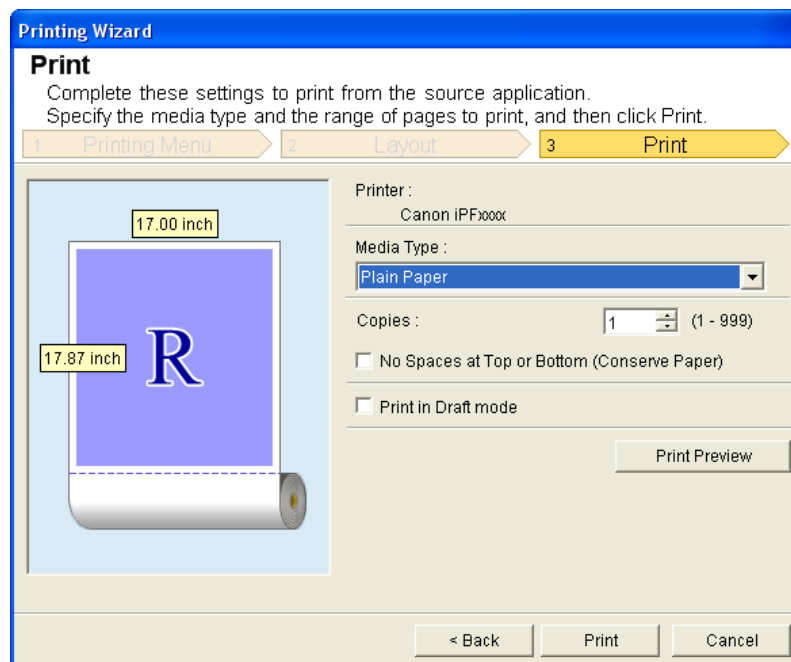 Printing Wizard
Print
Complete these settings to print from the source application.
Specify the media type and the range of pages to print, and then click Print.
1 Printing Menu 2 Layout 3 Print
Printer :
Canon iPFxxxx
17.00 inch
Media Type :
Plain Paper
Copies : 1 (1 - 999)
17.87 inch
R
No Spaces at Top or Bottom (Conserve Paper)
Print in Draft mode
Print Preview
< Back Print Cancel